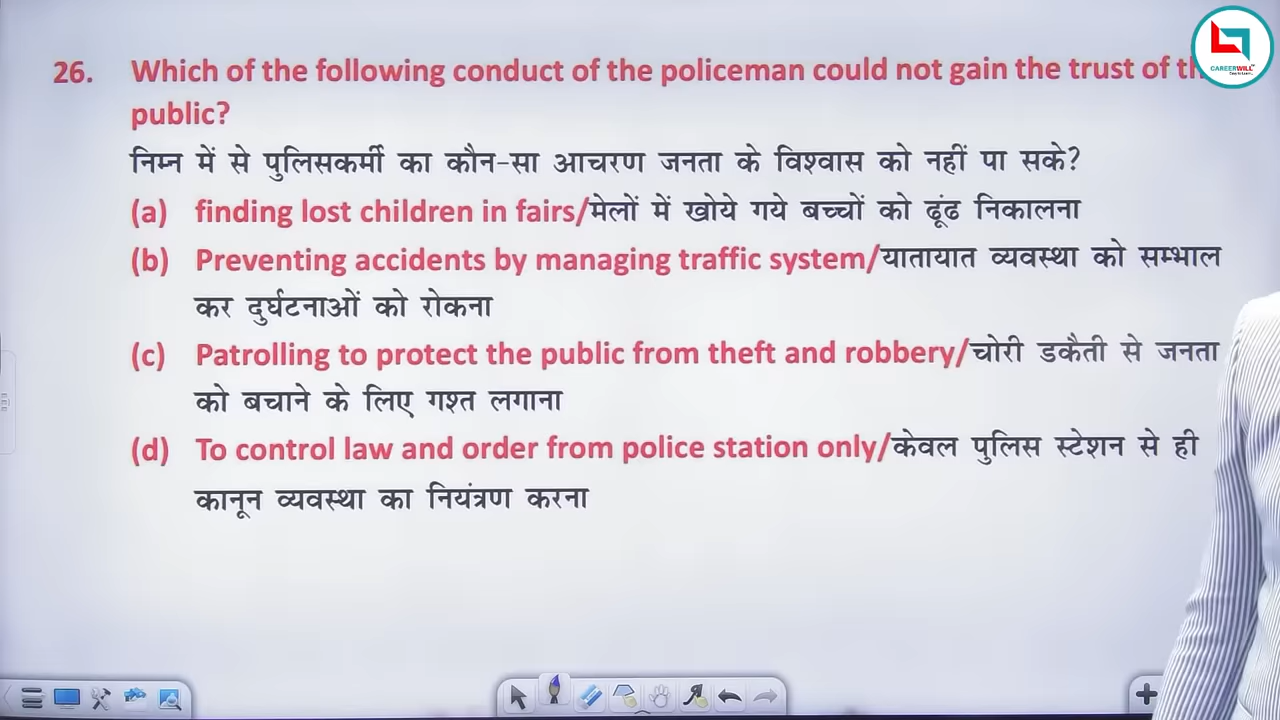 26. Which of the following conduct of the policeman could not gain the trust of
public?
निम्न में से पुलिसकर्मी का कौन-सा आचरण जनता के विश्वास को नहीं पा सके?
(a) finding lost children in fairs/मेलों में खोये गये बच्चों को ढूंढ निकालना
(b) Preventing accidents by managing traffic system/यातायात व्यवस्था को सम्भाल
कर दुर्घटनाओं को रोकना
(c) Patrolling to protect the public from theft and robbery/चोरी डकैती से जनता
को बचाने के लिए गश्त लगाना
(d) To control law and order from police station only/केवल पुलिस स्टेशन से ही
कानून व्यवस्था का नियंत्रण करना
CAREERWILL